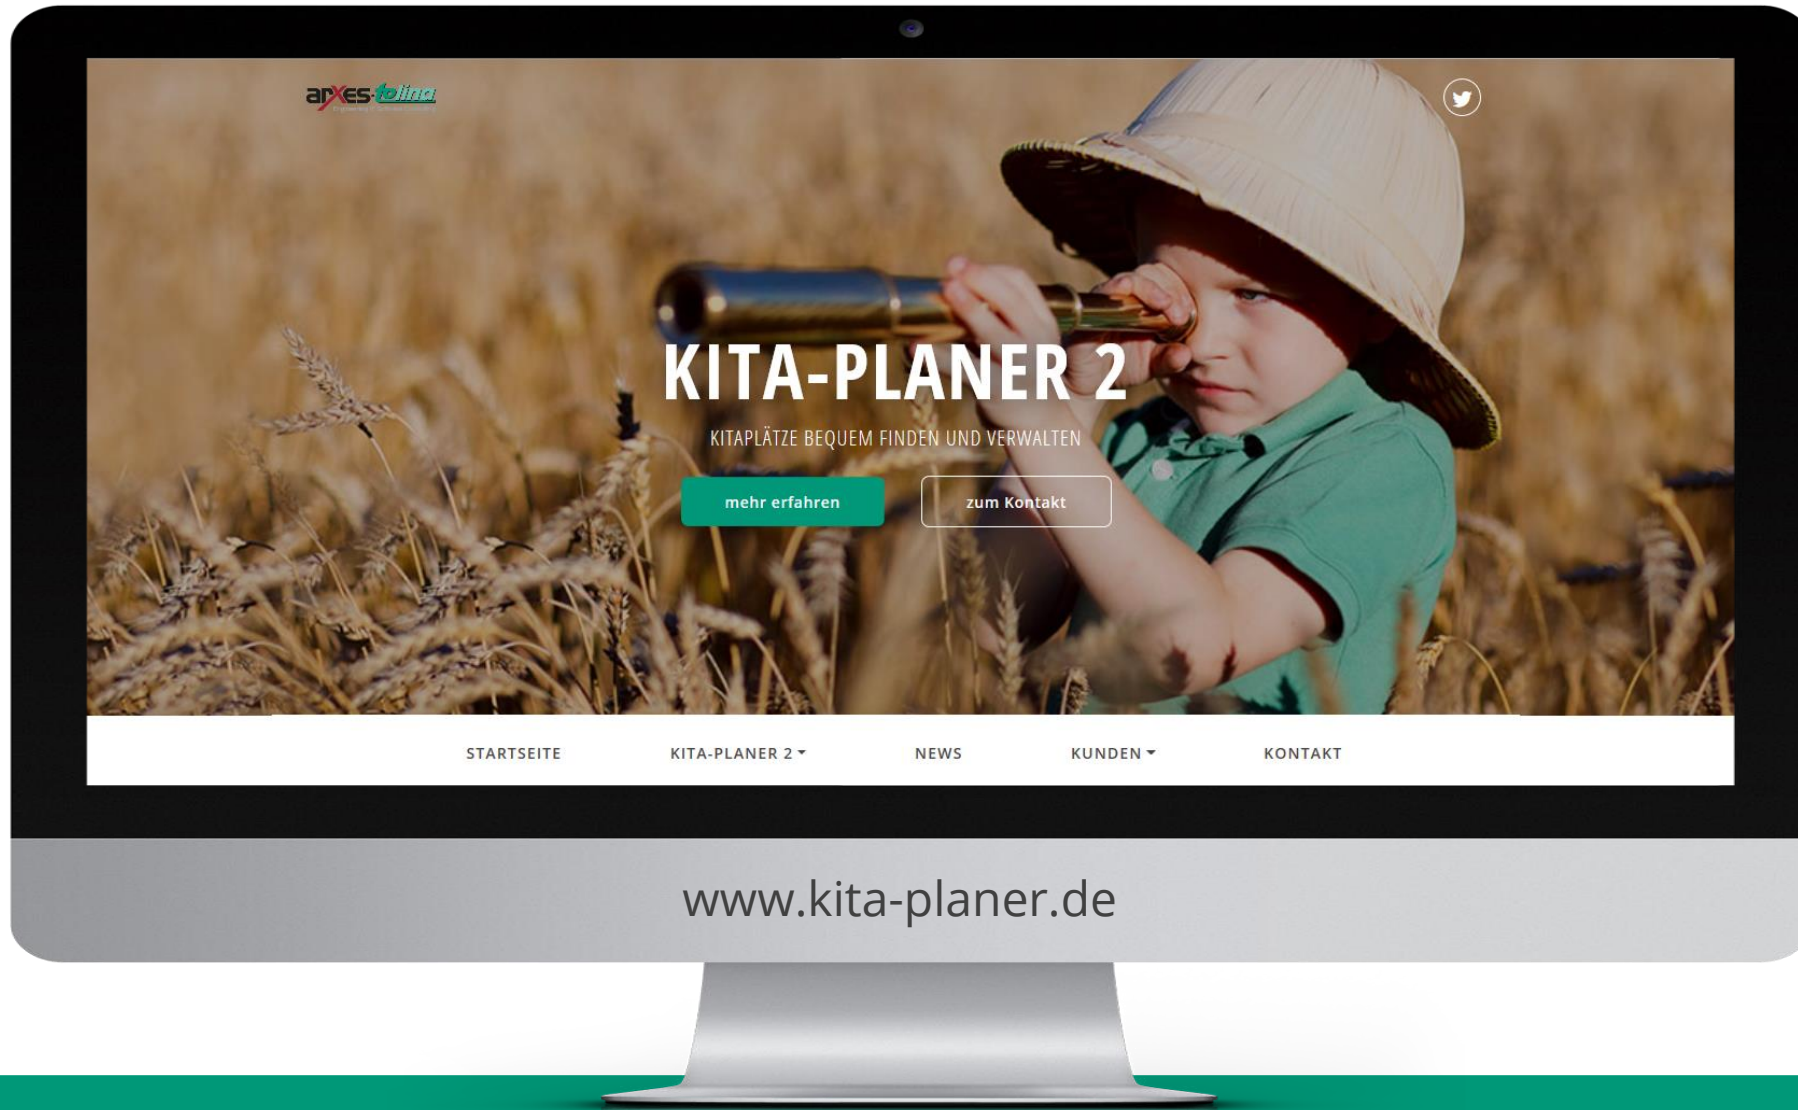 arxes-tolina
KITA-PLANER 2
KITAPLÄTZE BEQUEM FINDEN UND VERWALTEN
mehr erfahren
zum Kontakt
STARTSEITE
KITA-PLANER 2
NEWS
KUNDEN
KONTAKT
www.kita-planer.de